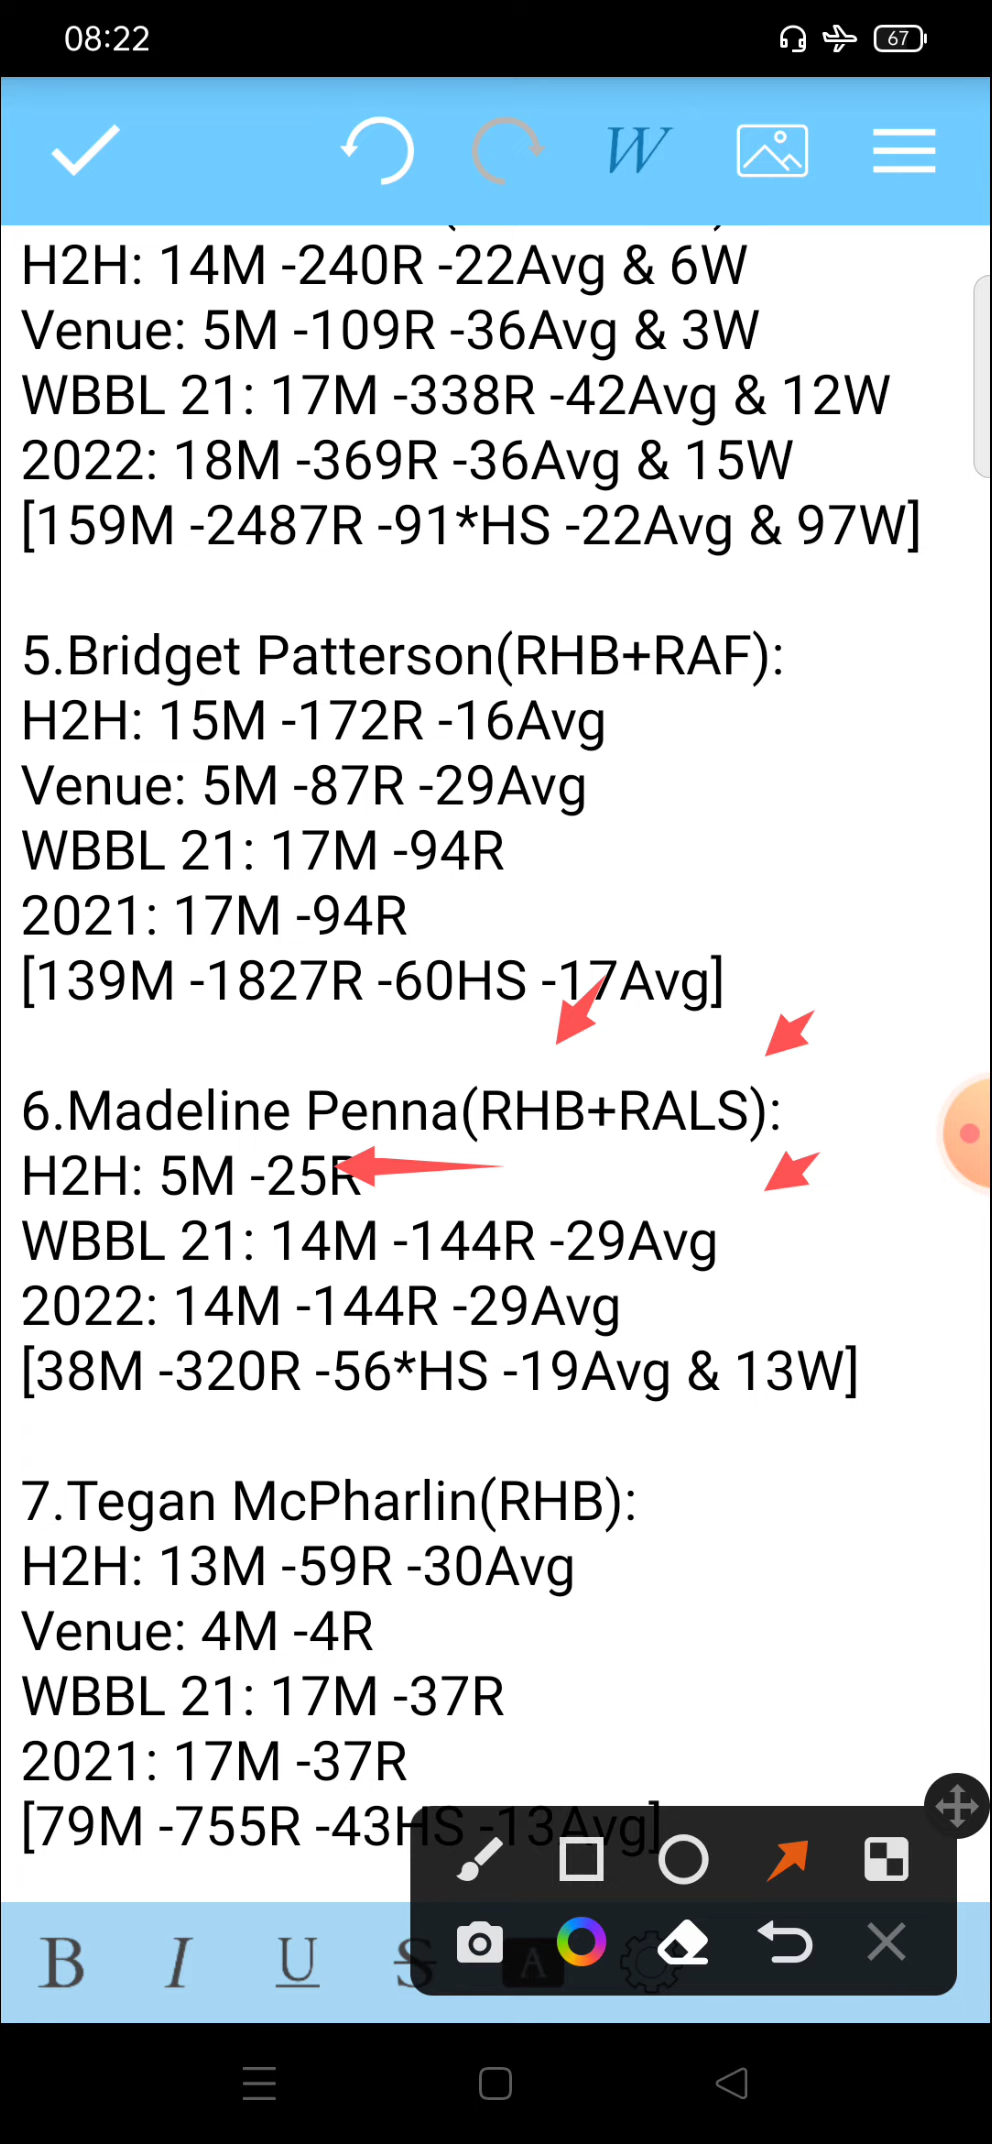 08:22
67
W
H2H: 14M -240R -22Avg & 6W
Venue: 5M -109R -36Avg & 3W
WBBL 21: 17M -338R -42Avg & 12W
2022: 18M -369R -36Avg & 15W
[159M -2487R -91*HS -22Avg & 97W]
5.Bridget Patterson(RHB+RAF):
H2H: 15M -172R -16Avg
Venue: 5M -87R -29Avg
WBBL 21: 17M -94R
2021: 17M -94R
[139M -1827R -60HS -17Avg]
6.Madeline Penna(RHB+RALS):
H2H: 5M -25R
WBBL 21: 14M -144R -29Avg
2022: 14M -144R -29Avg
[38M -320R -56*HS -19Avg & 13W]
7.Tegan McPharlin(RHB):
H2H: 13M -59R -30Avg
Venue: 4M -4R
WBBL 21: 17M -37R
2021: 17M -37R
[79M -755R -43HS -13Avg]
B I U S A